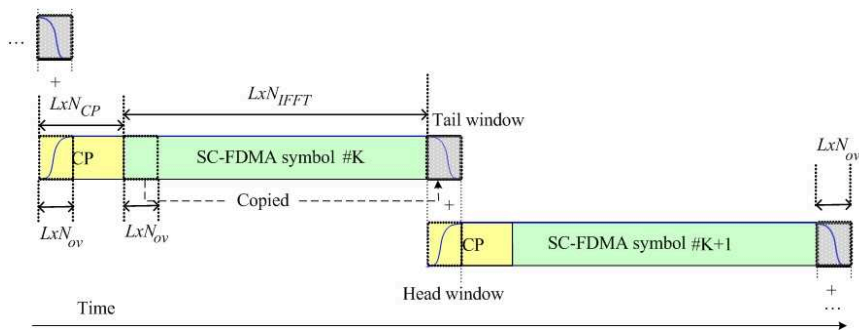 ...
+
LxN_CP
LxN_IFFT
Tail window
LxN_ov
CP
SC-FDMA symbol #K
LxN_ov
LxN_ov
Copied
+
CP
SC-FDMA symbol #K+1
Head window
+
...
Time